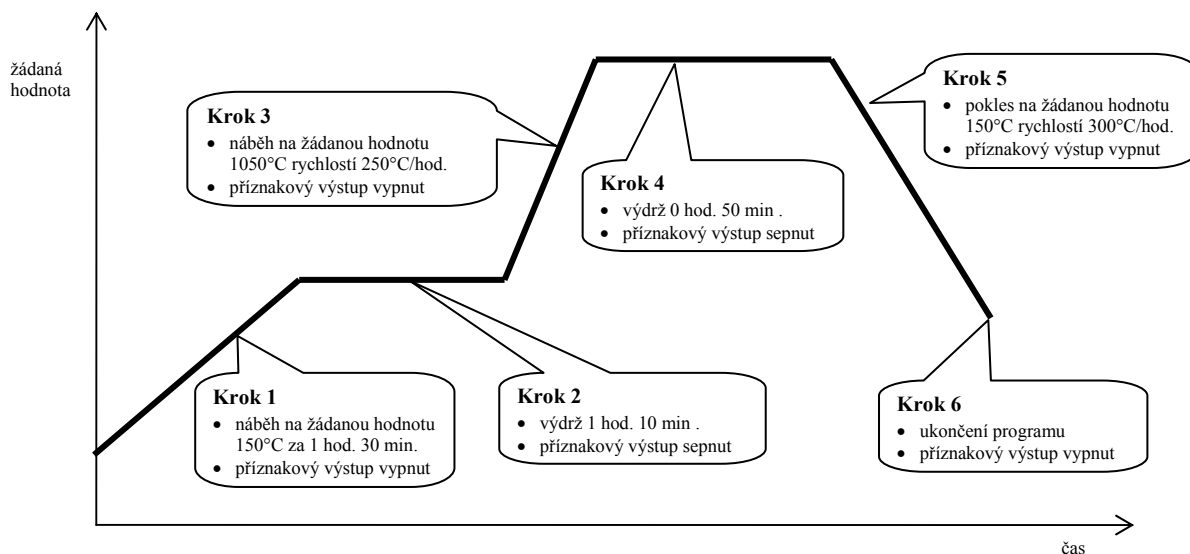 žádaná
hodnota
Krok 3
• náběh na žádanou hodnotu
1050°C rychlostí 250°C/hod.
• příznakový výstup vypnut
Krok 5
• pokles na žádanou hodnotu
150°C rychlostí 300°C/hod.
• příznakový výstup vypnut
Krok 4
• výdrž 0 hod. 50 min .
• příznakový výstup sepnut
Krok 1
• náběh na žádanou hodnotu
150°C za 1 hod. 30 min.
• příznakový výstup vypnut
Krok 2
• výdrž 1 hod. 10 min .
• příznakový výstup sepnut
Krok 6
• ukončení programu
• příznakový výstup vypnut
čas